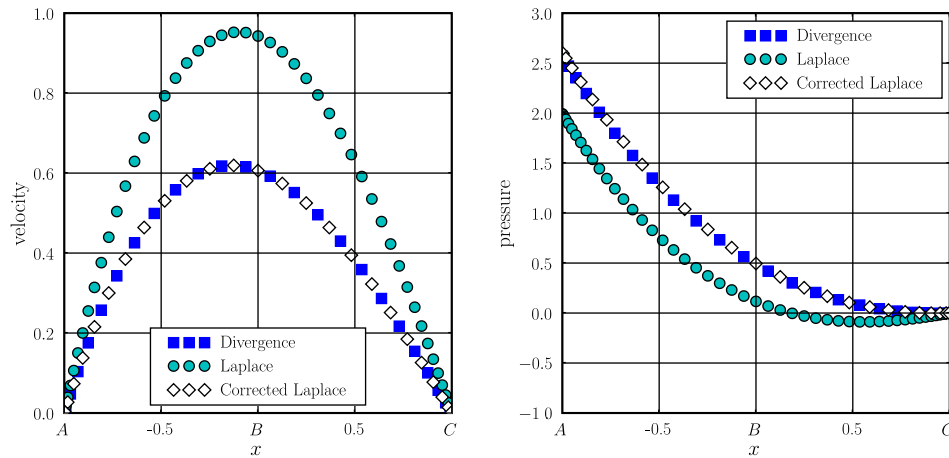 1.0
0.8
0.6
0.4
0.2
0.0
velocity
Divergence
Laplace
Corrected Laplace
A -0.5 B 0.5 C
x
3.0
2.5
2.0
1.5
1.0
0.5
0.0
-0.5
-1.0
pressure
Divergence
Laplace
Corrected Laplace
A -0.5 B 0.5 C
x